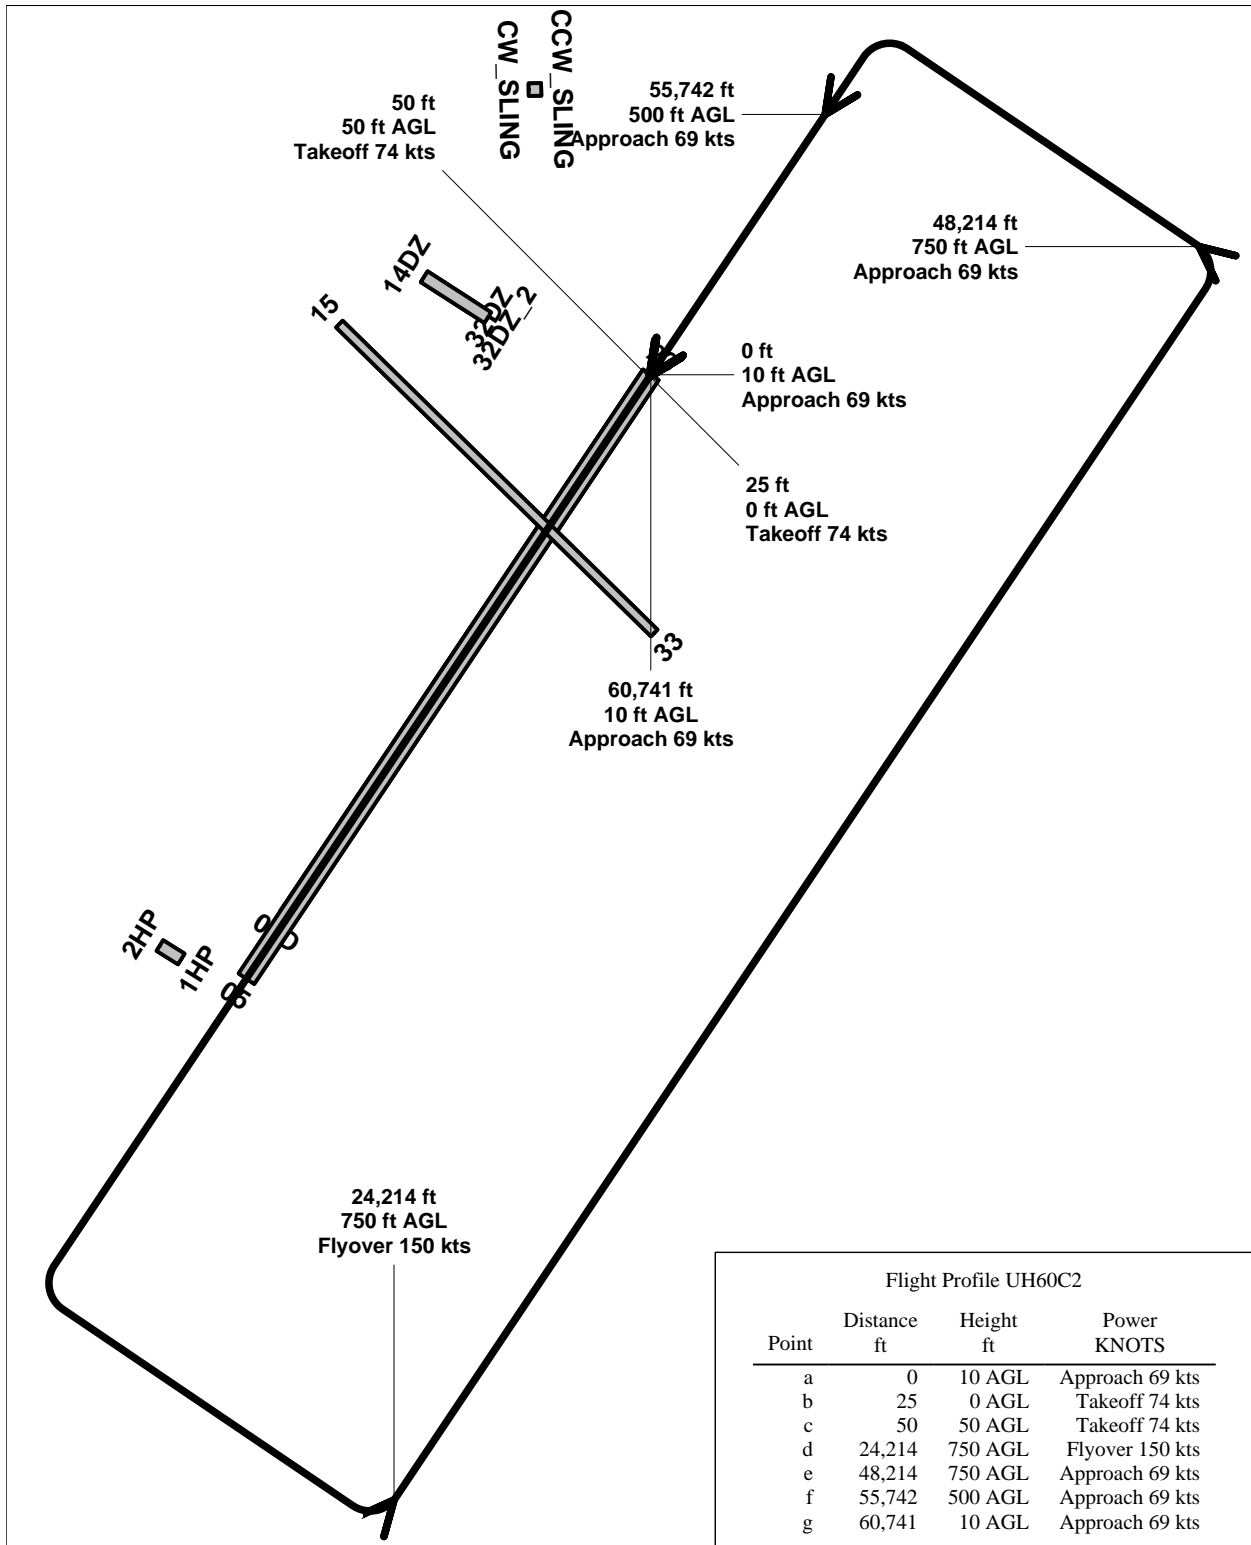 CW_SLING
CCW_SLING
50 ft
50 ft AGL
Takeoff 74 kts
55,742 ft
500 ft AGL
Approach 69 kts
48,214 ft
750 ft AGL
Approach 69 kts
14DZ
32DZ
32DZ_2
15
0 ft
10 ft AGL
Approach 69 kts
25 ft
0 ft AGL
Takeoff 74 kts
33
60,741 ft
10 ft AGL
Approach 69 kts
2HP
1HP
24,214 ft
750 ft AGL
Flyover 150 kts
Flight Profile UH60C2
Distance Height Power
Point ft ft KNOTS
a 0 10 AGL Approach 69 kts
b 25 0 AGL Takeoff 74 kts
c 50 50 AGL Takeoff 74 kts
d 24,214 750 AGL Flyover 150 kts
e 48,214 750 AGL Approach 69 kts
f 55,742 500 AGL Approach 69 kts
g 60,741 10 AGL Approach 69 kts